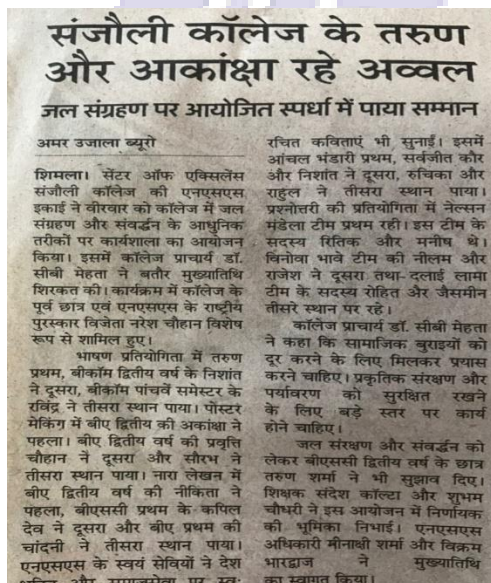 संजौली कॉलेज के तरुण
और आकांक्षा रहे अव्वल
जल संग्रहण पर आयोजित स्पर्धा में पाया सम्मान
अमर उजाला ब्यूरो
शिमला। सेंटर ऑफ एक्सिलेंस
संजौली कॉलेज की एनएसएस
इकाई ने वीरवार को कॉलेज में जल
संग्रहण और संवर्द्धन के आधुनिक
तरीकों पर कार्यशाला का आयोजन
किया। इसमें कॉलेज प्राचार्य डॉ.
सीबी मेहता ने बतौर मुख्यातिथि
शिरकत की। कार्यक्रम में कॉलेज के
पूर्व छात्र एवं एनएसएस के राष्ट्रीय
पुरस्कार विजेता नरेश चौहान विशेष
रूप से शामिल हुए।
भाषण प्रतियोगिता में तरुण
प्रथम, बीकॉम द्वितीय वर्ष के निशांत
ने दूसरा, बीकॉम पांचवें समेस्टर के
रविंद्र ने तीसरा स्थान पाया। पोस्टर
मेकिंग में बीए द्वितीय की अकांक्षा ने
पहला। बीए द्वितीय वर्ष की प्रवृत्ति
चौहान ने दूसरा और सौरभ ने
तीसरा स्थान पाया। नारा लेखन में
बीए द्वितीय वर्ष की नीकिता ने
पहला, बीएससी प्रथम के कपिल
देव ने दूसरा और बीए प्रथम की
चांदनी ने तीसरा स्थान पाया।
एनएसएस के स्वयं सेवियों ने देश
भक्ति और समाजसेवा पर स्व:
रचित कविताएं भी सुनाईं। इसमें
आंचल भंडारी प्रथम, सर्वजीत कौर
और निशांत ने दूसरा, रुचिका और
राहुल ने तीसरा स्थान पाया।
प्रश्नोत्तरी की प्रतियोगिता में नेल्सन
मंडेला टीम प्रथम रही। इस टीम के
सदस्य रितिक और मनीष थे।
विनोवा भावे टीम की नीलम और
राजेश ने दूसरा तथा दलाई लामा
टीम के सदस्य रोहित और जैसमीन
तीसरे स्थान पर रहे।
कॉलेज प्राचार्य डॉ. सीबी मेहता
ने कहा कि सामाजिक बुराइयों को
दूर करने के लिए मिलकर प्रयास
करने चाहिए। प्रकृतिक संरक्षण और
पर्यावरण को सुरक्षित रखने
के लिए बड़े स्तर पर कार्य
होने चाहिए।
जल संरक्षण और संवर्द्धन को
लेकर बीएससी द्वितीय वर्ष के छात्र
तरुण शर्मा ने भी सुझाव दिए।
शिक्षक संदेश काल्टा और शुभम
चौधरी ने इस आयोजन में निर्णायक
की भूमिका निभाई। एनएसएस
अधिकारी मीनाक्षी शर्मा और विक्रम
भारद्वाज ने मुख्यातिथि
का स्वागत किया।